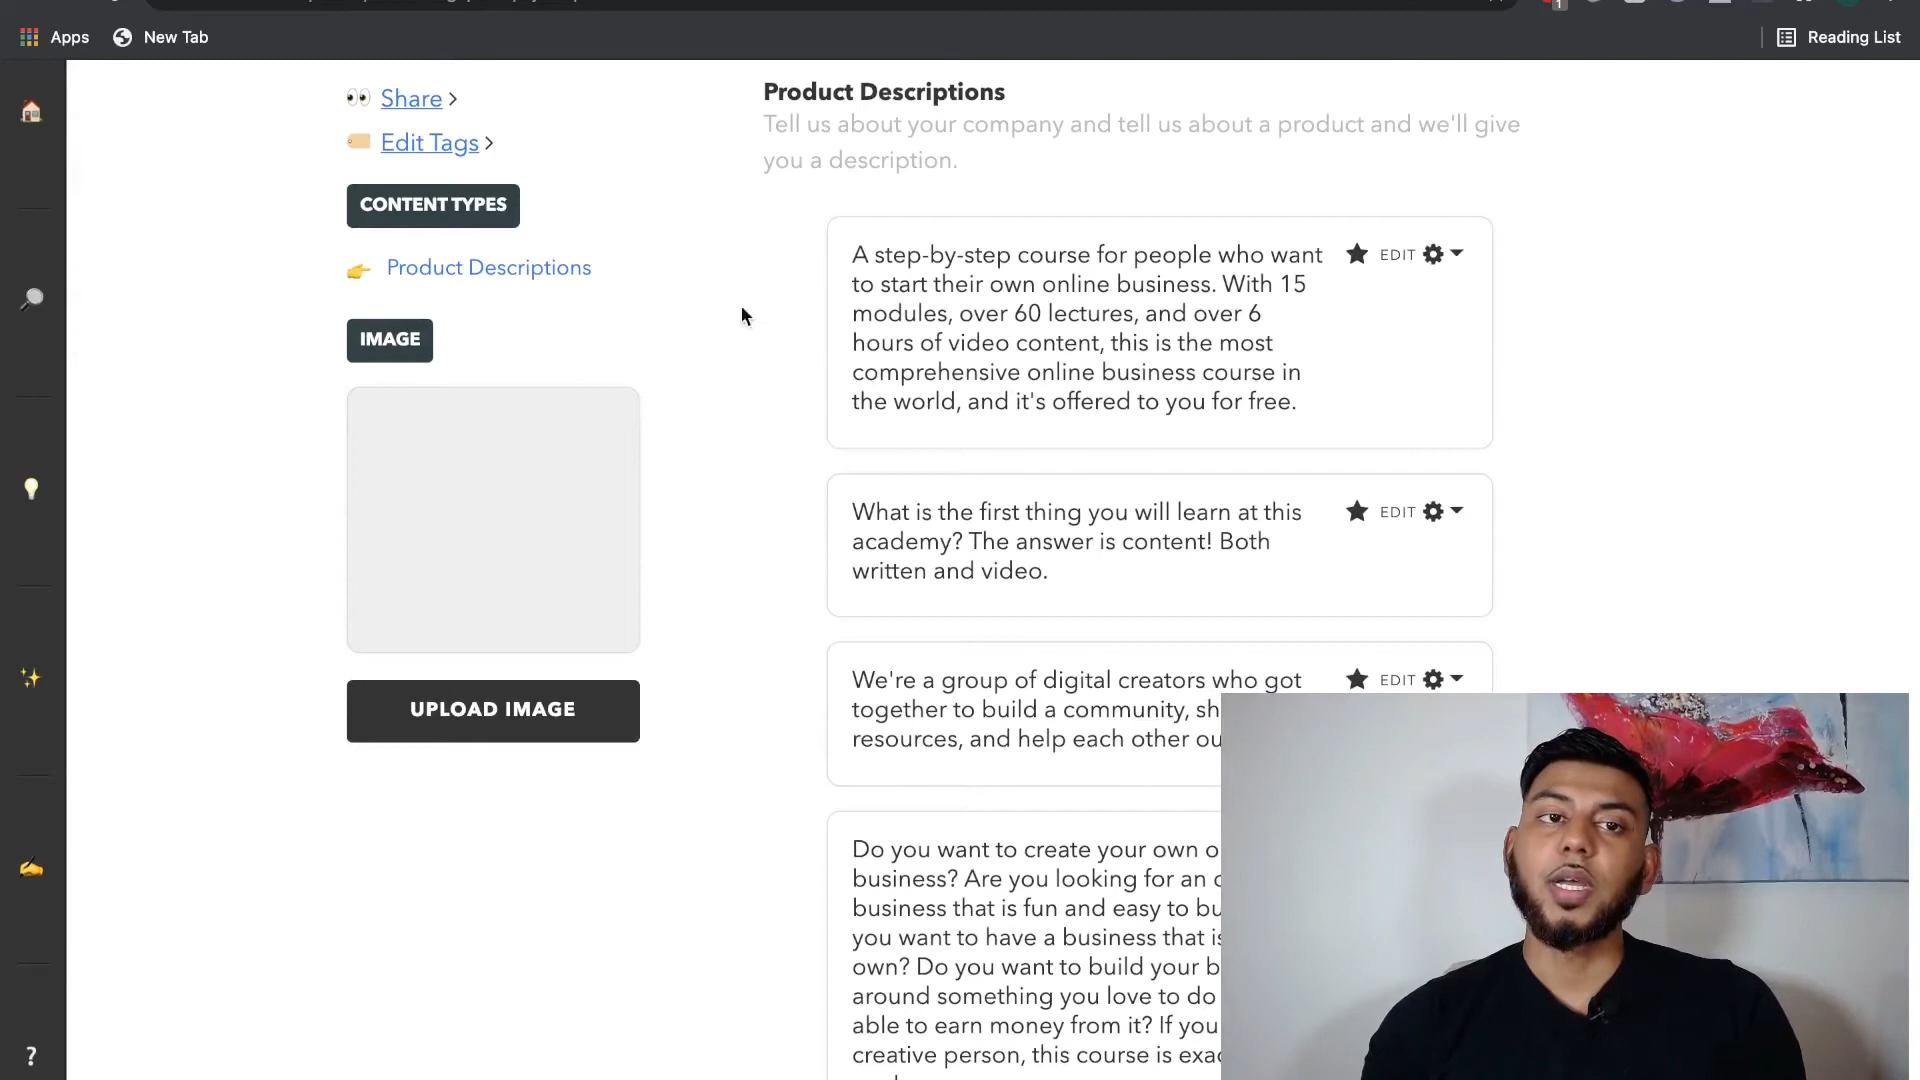 Apps
New Tab
1
Reading List
Share >
Edit Tags >
CONTENT TYPES
Product Descriptions
IMAGE
UPLOAD IMAGE
?
Product Descriptions
Tell us about your company and tell us about a product and we'll give
you a description.
A step-by-step course for people who want
to start their own online business. With 15
modules, over 60 lectures, and over 6
hours of video content, this is the most
comprehensive online business course in
the world, and it's offered to you for free.
EDIT
What is the first thing you will learn at this
academy? The answer is content! Both
written and video.
EDIT
We're a group of digital creators who got
together to build a community, sh
resources, and help each other ou
EDIT
Do you want to create your own o
business? Are you looking for an
business that is fun and easy to bu
you want to have a business that is
own? Do you want to build your b
around something you love to do
able to earn money from it? If you
creative person, this course is exac